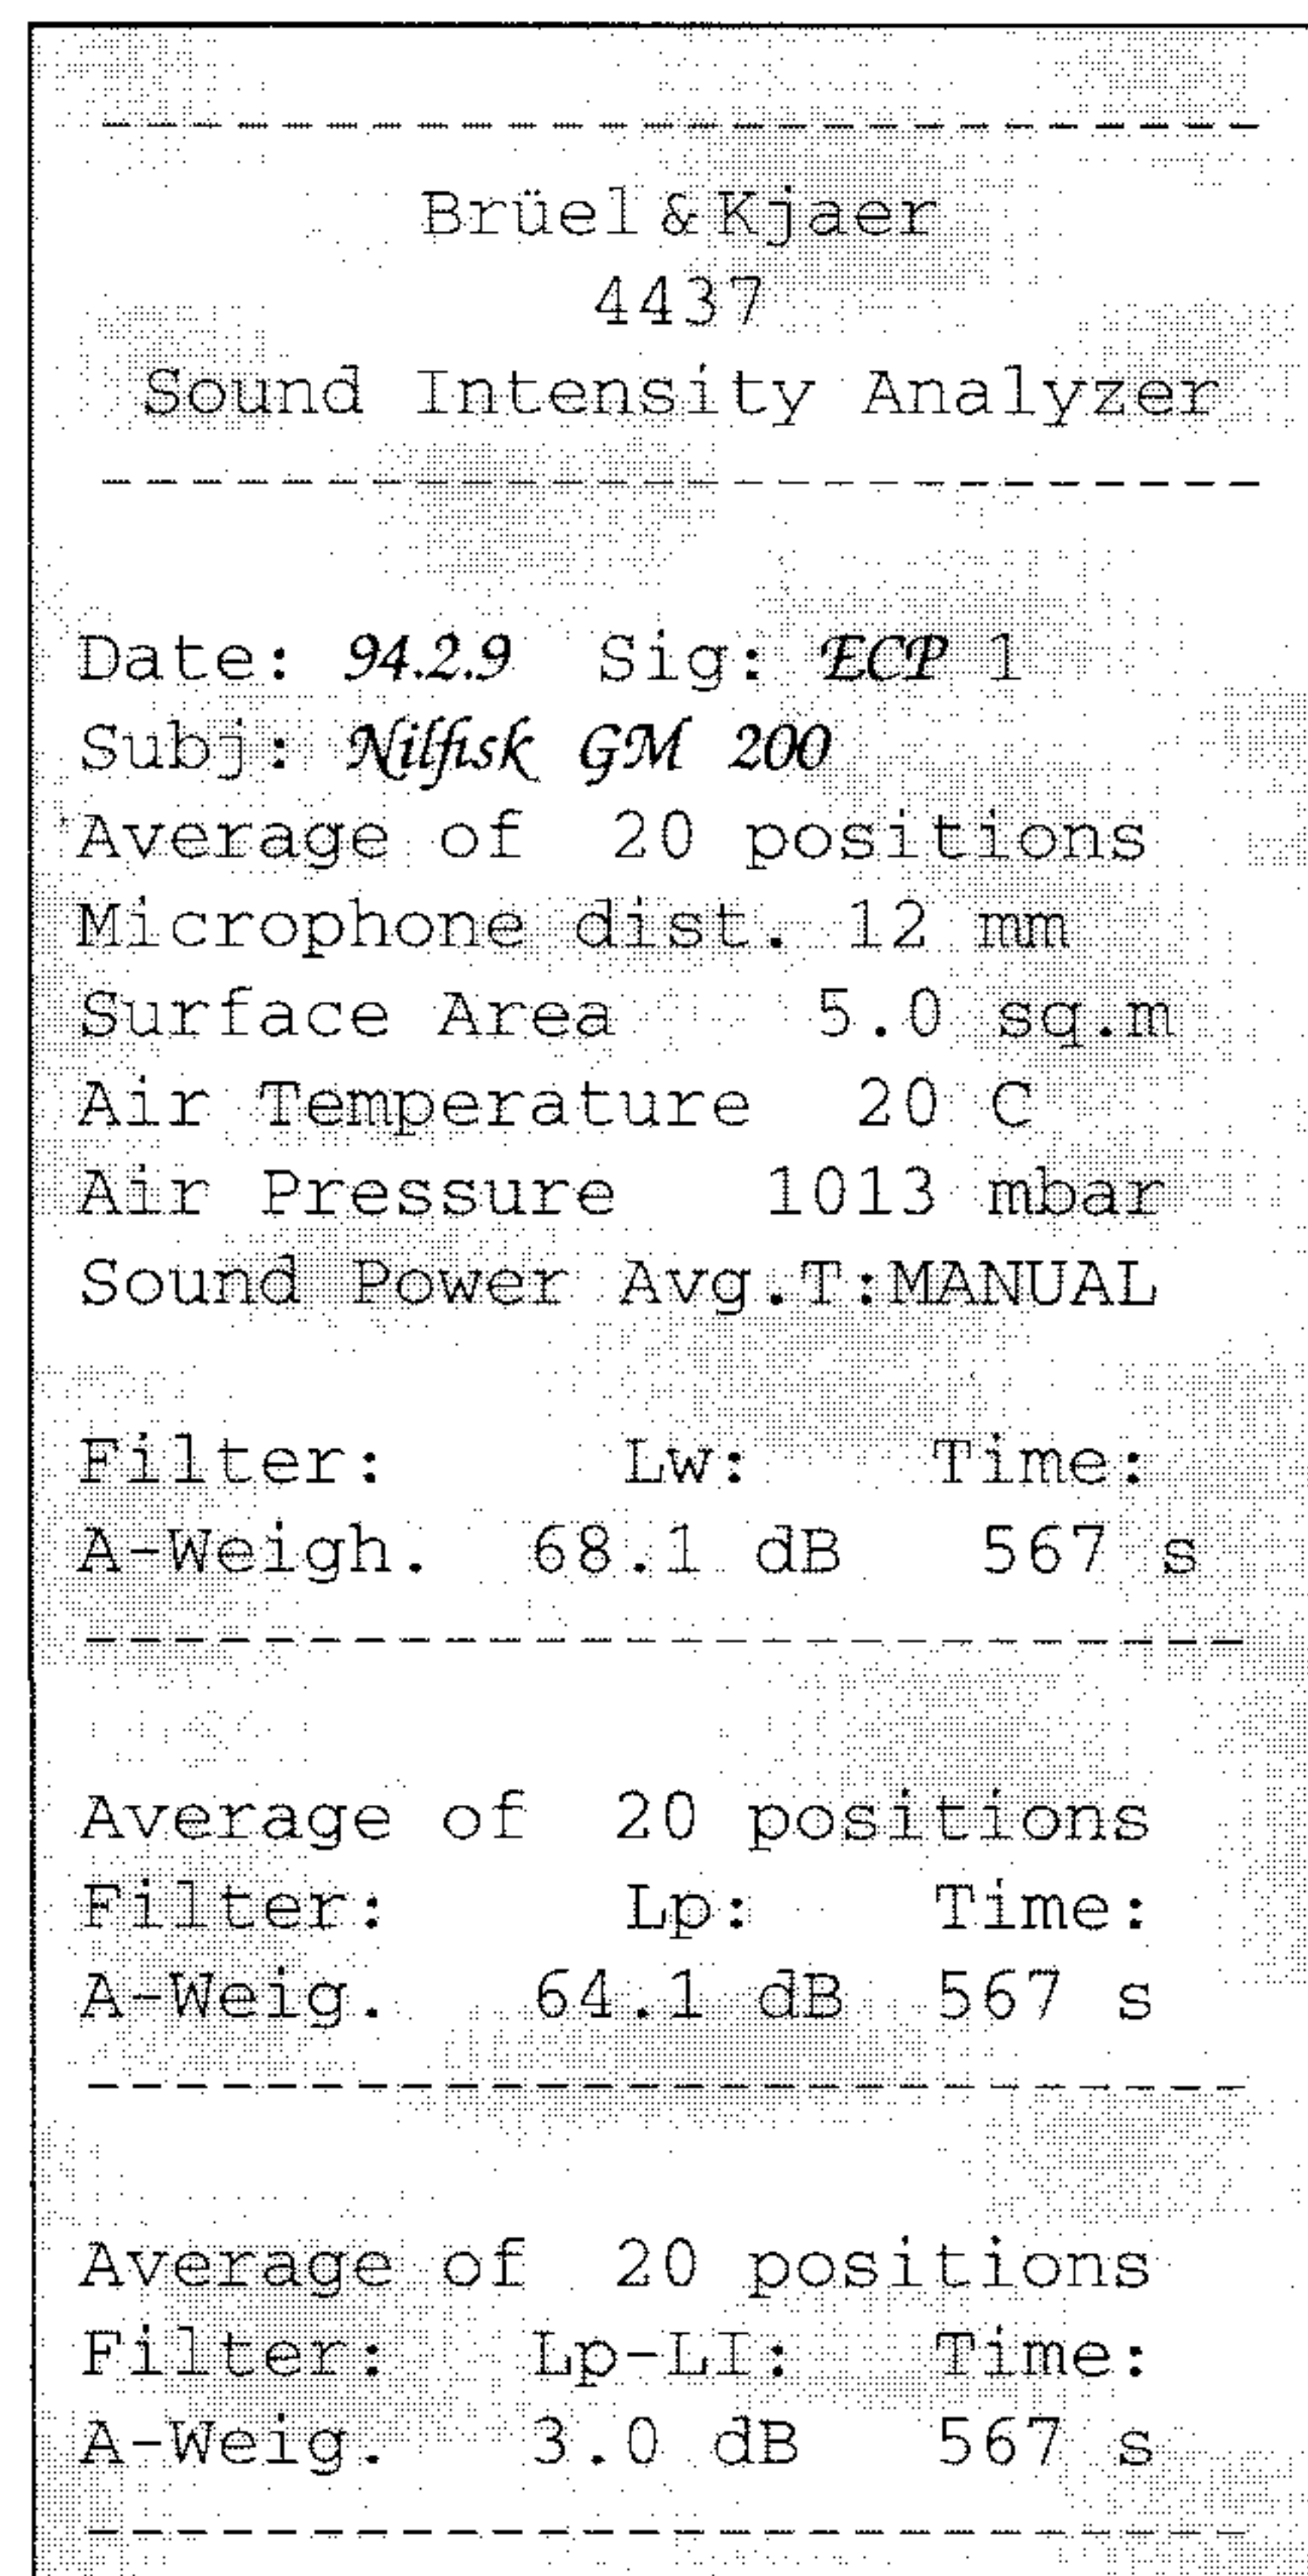 Brüel & Kjaer
4437
Sound Intensity Analyzer
Date: 94.2.9 Sig: ECP 1
Subj: Nilfisk GM 200
Average of 20 positions
Microphone dist. 12 mm
Surface Area 5.0 sq.m
Air Temperature 20 C
Air Pressure 1013 mbar
Sound Power Avg.T:MANUAL
Filter: Lw: Time:
A-Weigh. 68.1 dB 567 s
Average of 20 positions
Filter: Lp: Time:
A-Weig. 64.1 dB 567 s
Average of 20 positions
Filter: Lp-LI: Time:
A-Weig. 3.0 dB 567 s